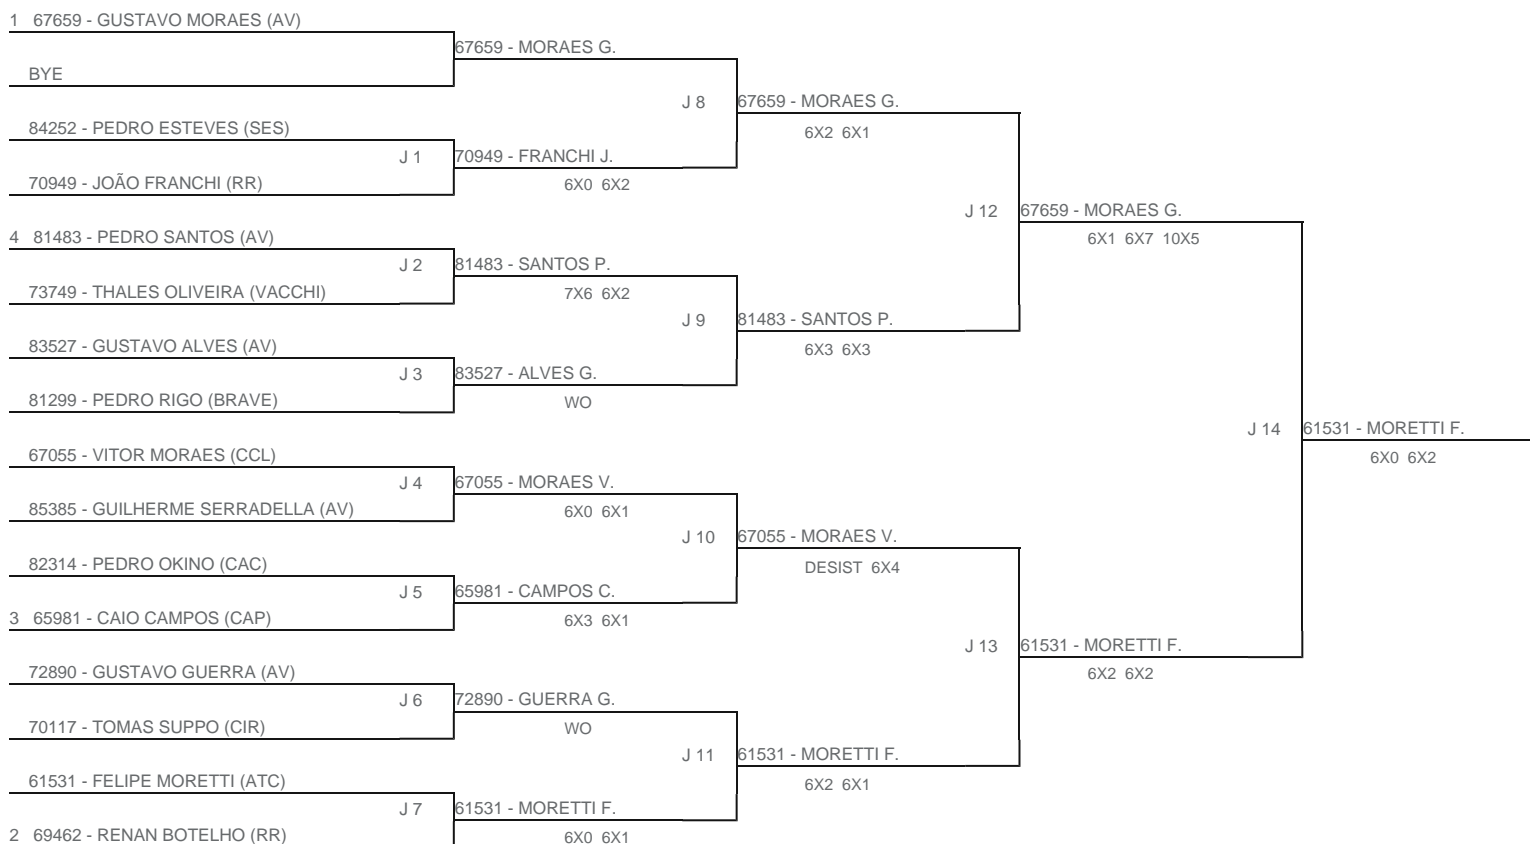 1 67659 - GUSTAVO MORAES (AV)
67659 - MORAES G.
BYE
J 8
67659 - MORAES G.
6X2 6X1
84252 - PEDRO ESTEVES (SES)
J 1
70949 - FRANCHI J.
70949 - JOÃO FRANCHI (RR)
6X0 6X2
J 12
67659 - MORAES G.
6X1 6X7 10X5
4 81483 - PEDRO SANTOS (AV)
J 2
81483 - SANTOS P.
73749 - THALES OLIVEIRA (VACCHI)
7X6 6X2
J 9
81483 - SANTOS P.
6X3 6X3
83527 - GUSTAVO ALVES (AV)
J 3
83527 - ALVES G.
81299 - PEDRO RIGO (BRAVE)
WO
J 14
61531 - MORETTI F.
6X0 6X2
67055 - VITOR MORAES (CCL)
J 4
67055 - MORAES V.
85385 - GUILHERME SERRADELLA (AV)
6X0 6X1
J 10
67055 - MORAES V.
DESIST 6X4
82314 - PEDRO OKINO (CAC)
J 5
65981 - CAMPOS C.
3 65981 - CAIO CAMPOS (CAP)
6X3 6X1
J 13
61531 - MORETTI F.
6X2 6X2
72890 - GUSTAVO GUERRA (AV)
J 6
72890 - GUERRA G.
70117 - TOMAS SUPPO (CIR)
WO
J 11
61531 - MORETTI F.
6X2 6X1
61531 - FELIPE MORETTI (ATC)
J 7
61531 - MORETTI F.
2 69462 - RENAN BOTELHO (RR)
6X0 6X1